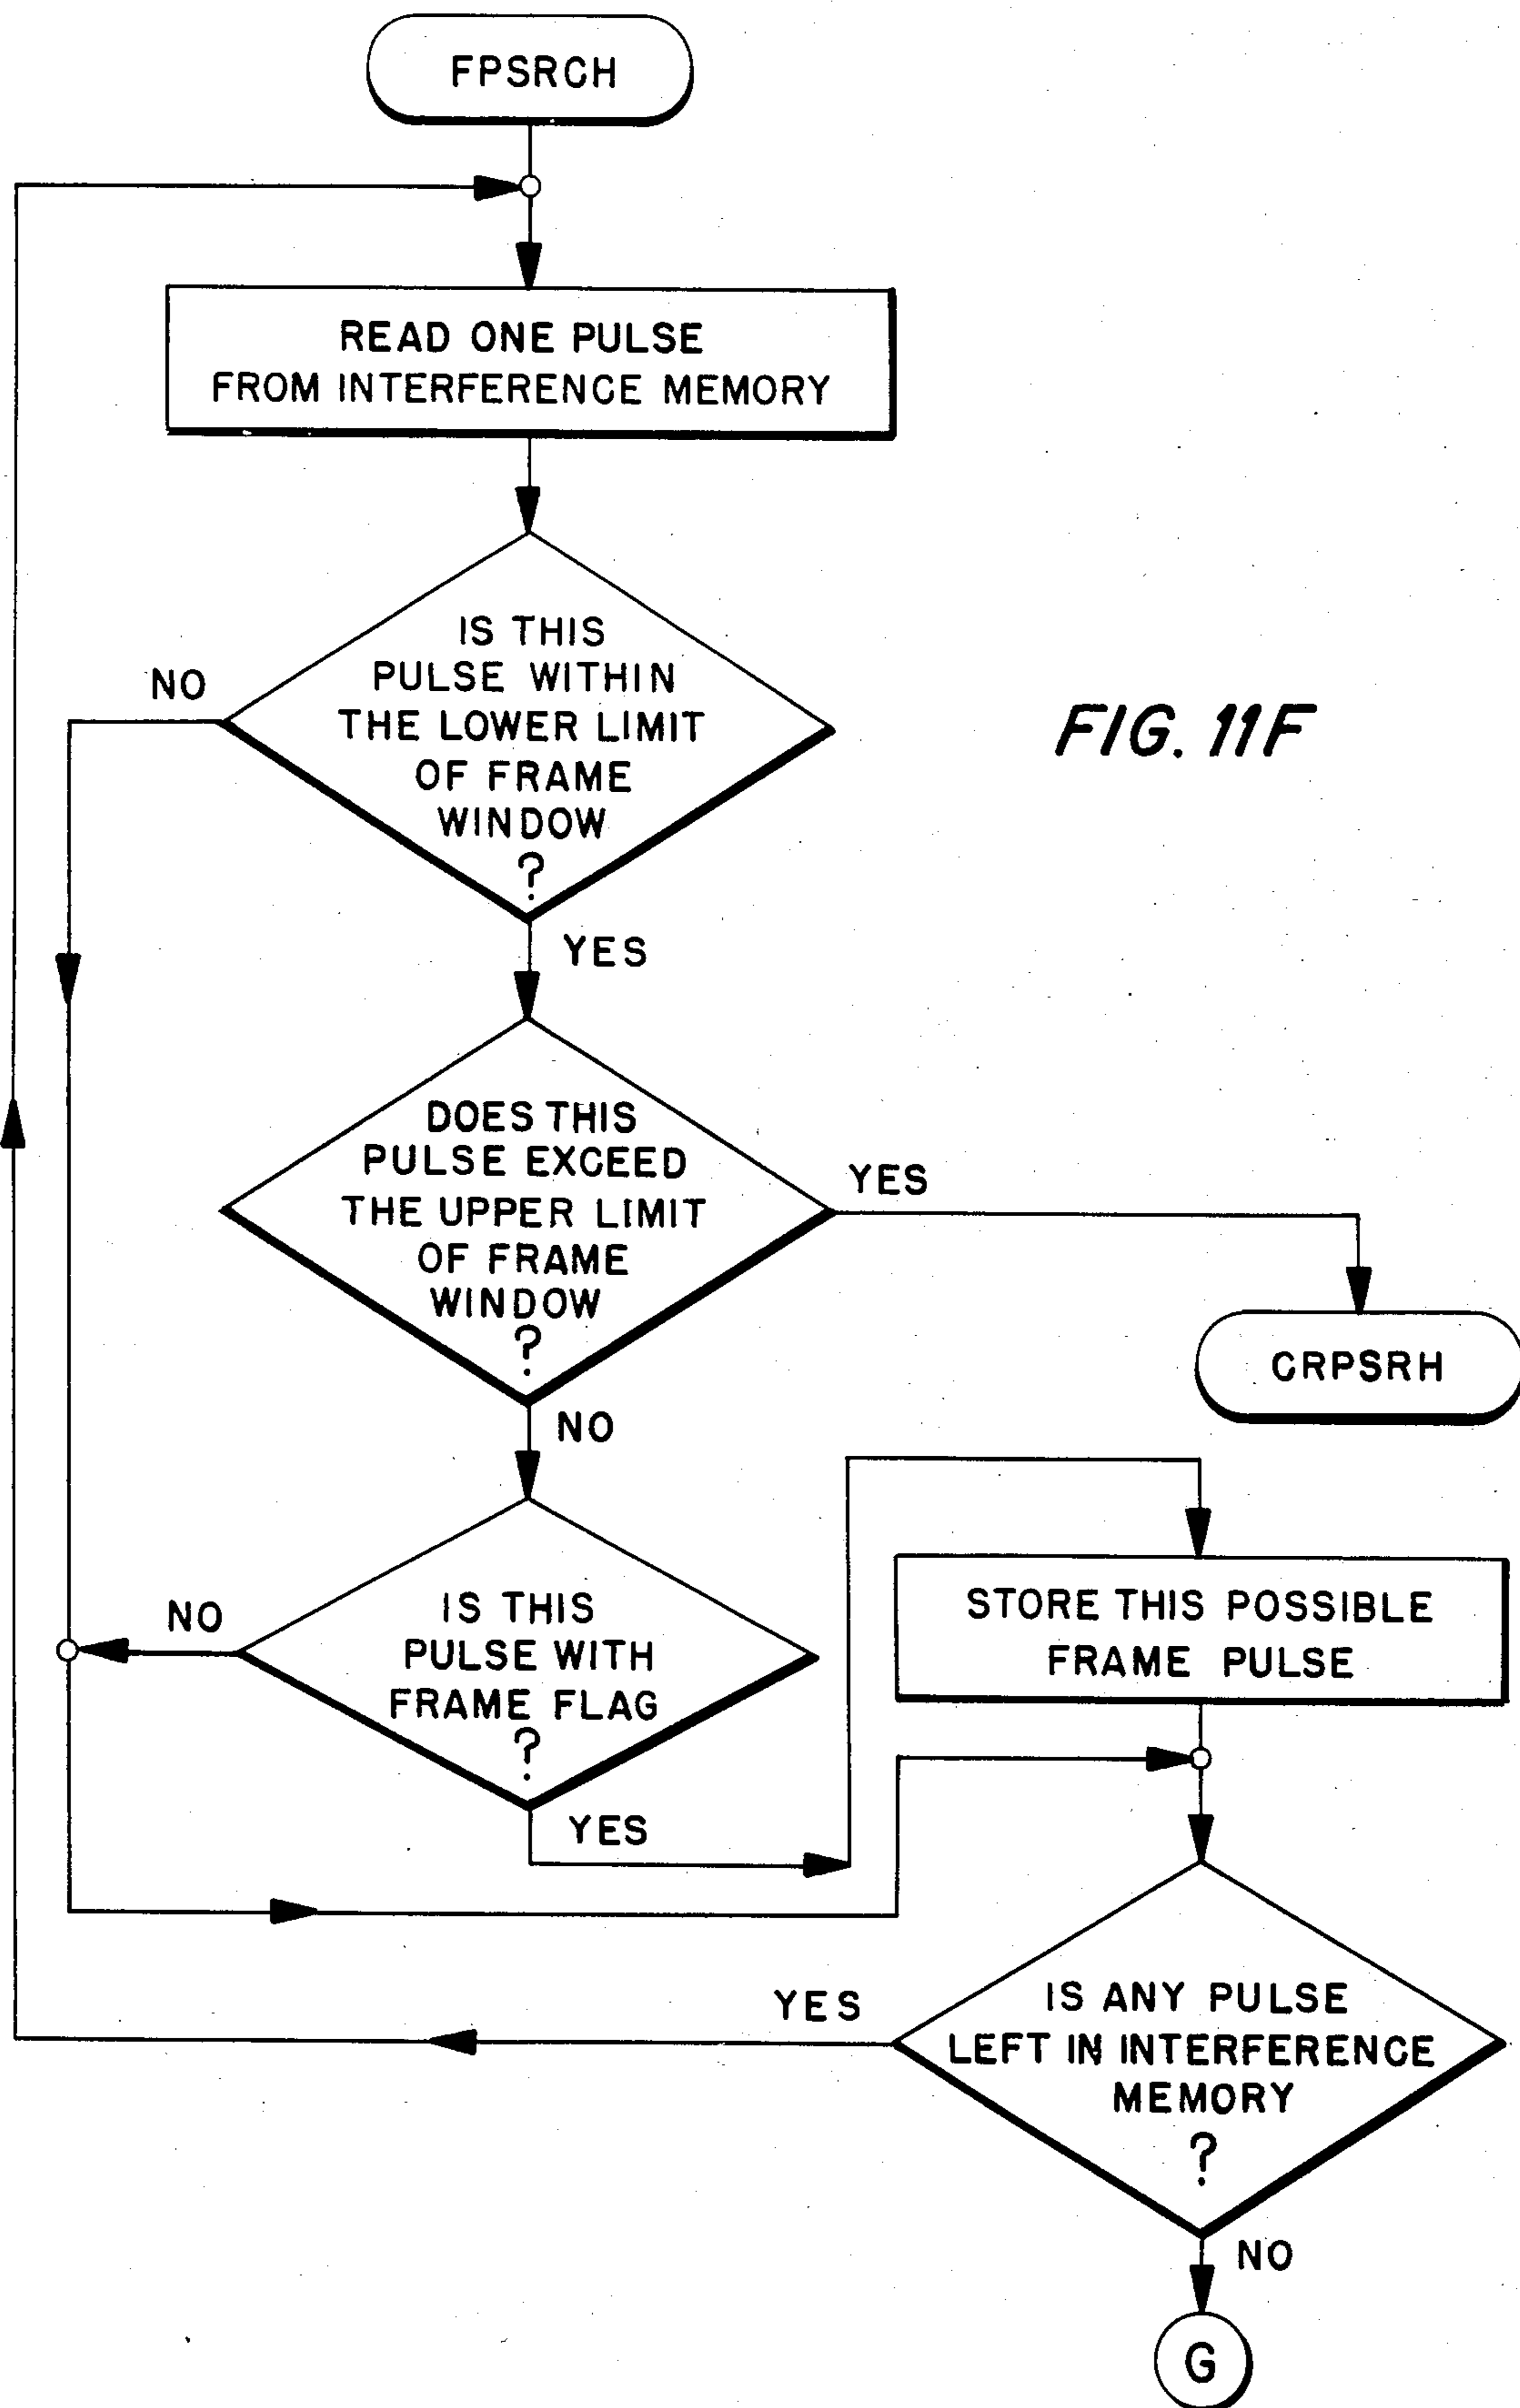 FPSRCH
READ ONE PULSE
FROM INTERFERENCE MEMORY
IS THIS
PULSE WITHIN
THE LOWER LIMIT
OF FRAME
WINDOW
?
NO
YES
FIG. 11F
DOES THIS
PULSE EXCEED
THE UPPER LIMIT
OF FRAME
WINDOW
?
YES
CRPSRH
NO
IS THIS
PULSE WITH
FRAME FLAG
?
NO
YES
STORE THIS POSSIBLE
FRAME PULSE
IS ANY PULSE
LEFT IN INTERFERENCE
MEMORY
?
YES
NO
G